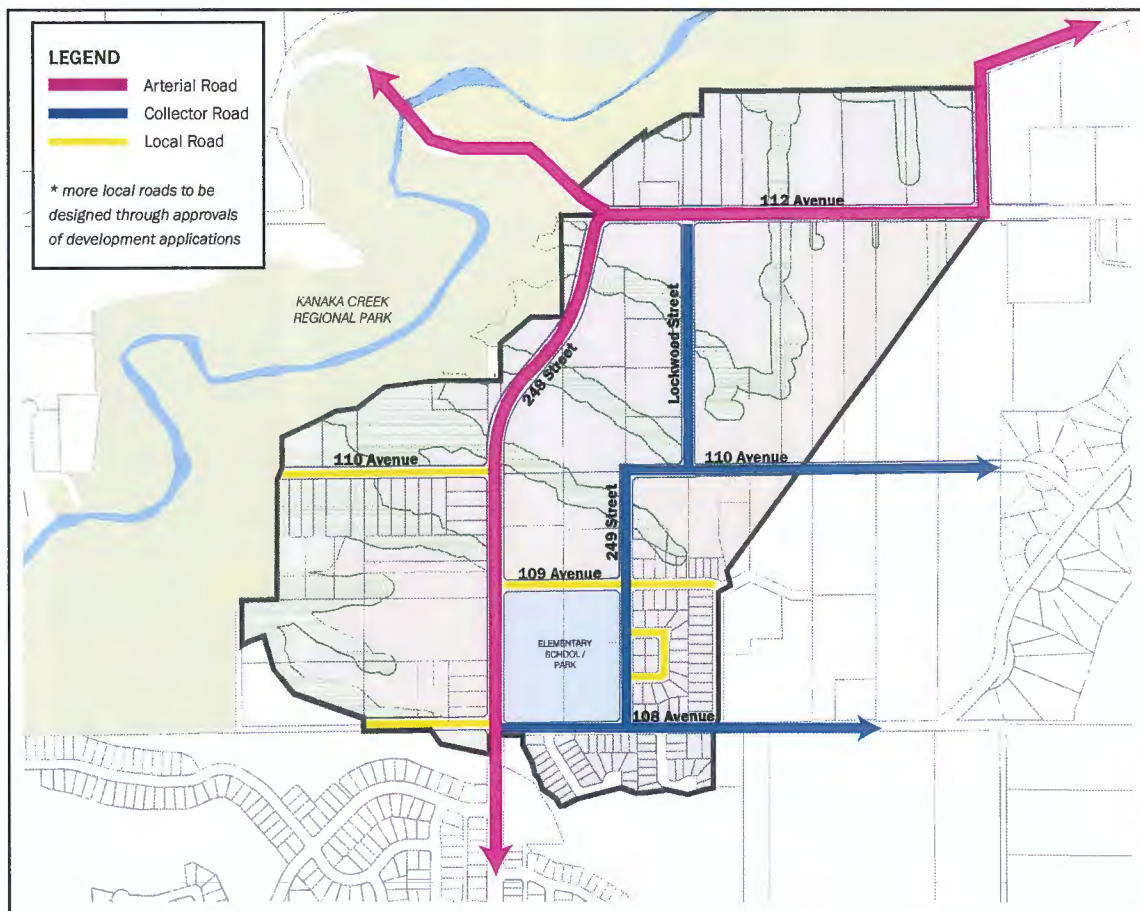 LEGEND
Arterial Road
Collector Road
Local Road
* more local roads to be
designed through approvals
of development applications
112 Avenue
KANAKA CREEK
REGIONAL PARK
248 Street
Lockwood Street
110 Avenue
110 Avenue
249 Street
109 Avenue
ELEMENTARY
SCHOOL /
PARK
108 Avenue